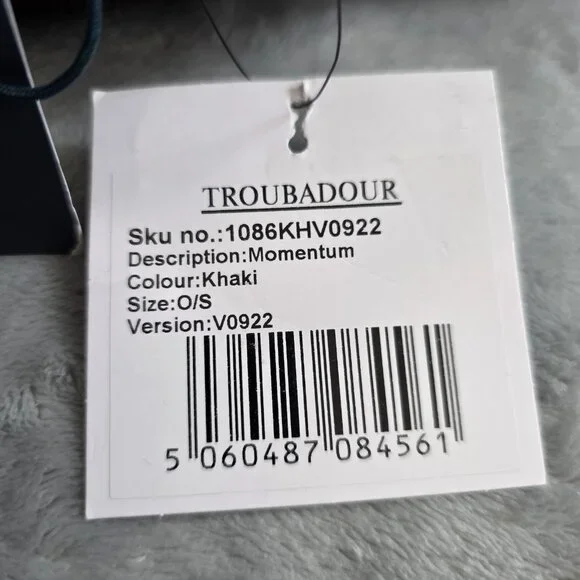 TROUBADOUR
Sku no.:1086KHV0922
Description:Momentum
Colour:Khaki
Size:O/S
Version:V0922
5 060487 084561